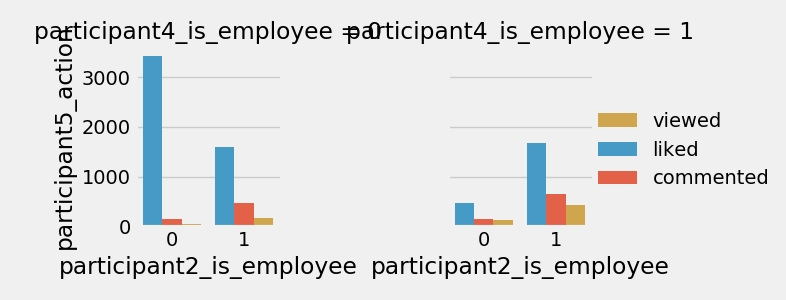 participant4_is_employee = 0
participant4_is_employee = 1
participant5_action
3000
2000
1000
0
0 1
0 1
participant2_is_employee
participant2_is_employee
viewed
liked
commented